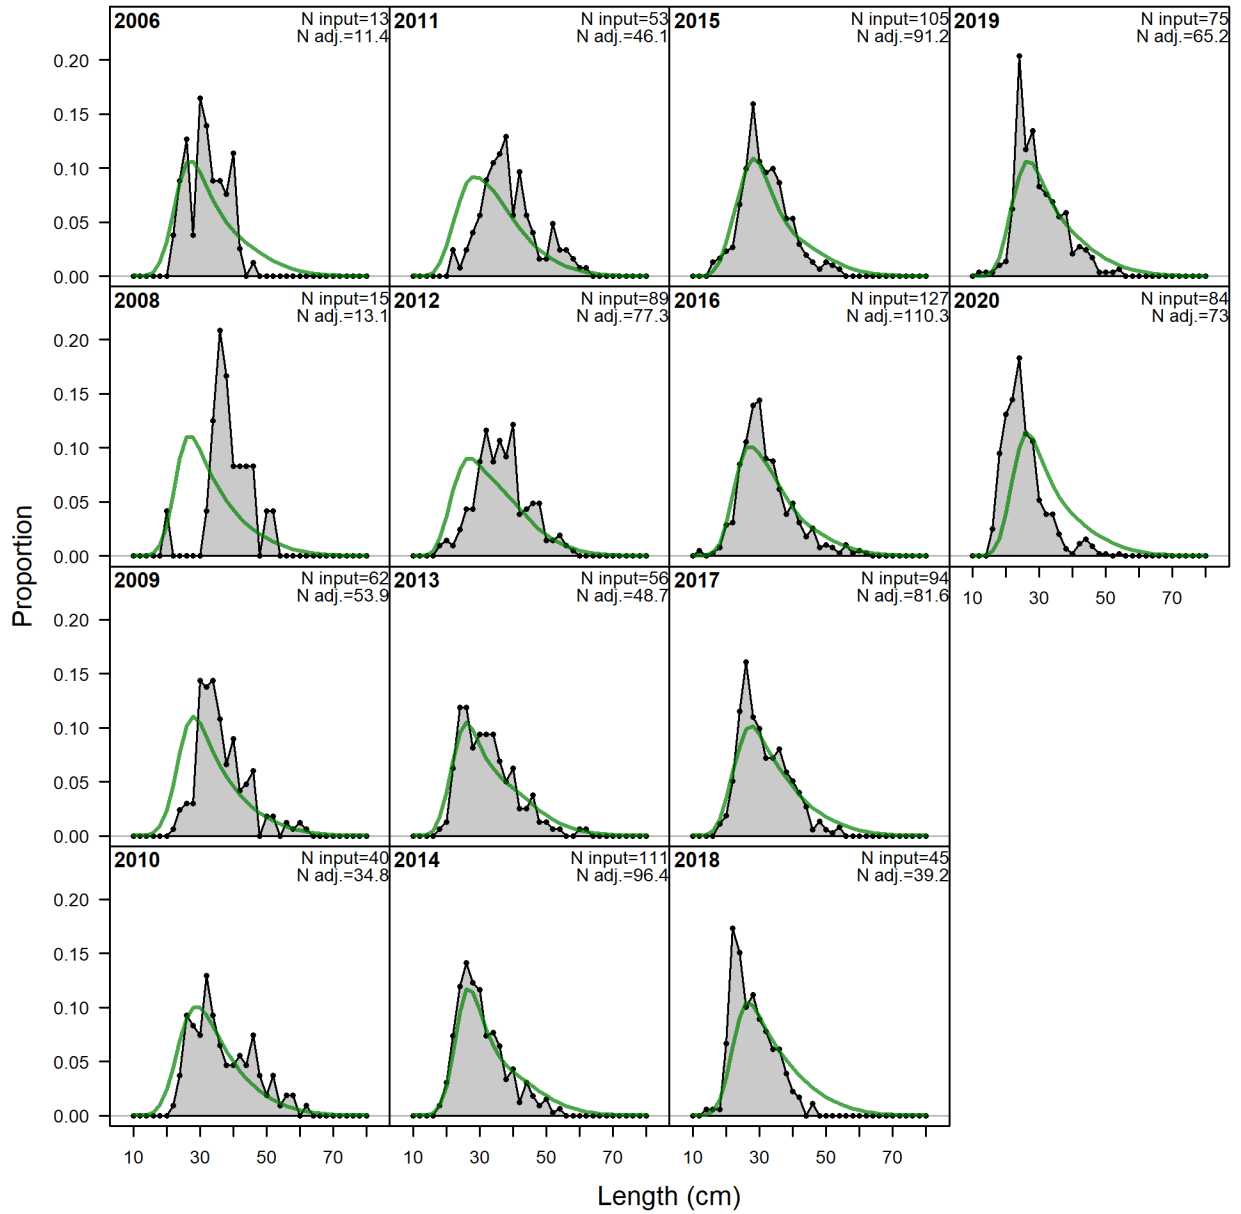 2006
N input=13
N adj.=11.4
2011
N input=53
N adj.=46.1
2015
N input=105
N adj.=91.2
2019
N input=75
N adj.=65.2
0.20
0.15
0.10
0.05
0.00
2008
N input=15
N adj.=13.1
2012
N input=89
N adj.=77.3
2016
N input=127
N adj.=110.3
2020
N input=84
N adj.=73
0.20
0.15
0.10
0.05
0.00
10 30 50 70
Proportion
2009
N input=62
N adj.=53.9
2013
N input=56
N adj.=48.7
2017
N input=94
N adj.=81.6
0.20
0.15
0.10
0.05
0.00
2010
N input=40
N adj.=34.8
2014
N input=111
N adj.=96.4
2018
N input=45
N adj.=39.2
0.20
0.15
0.10
0.05
0.00
10 30 50 70
10 30 50 70
10 30 50 70
Length (cm)